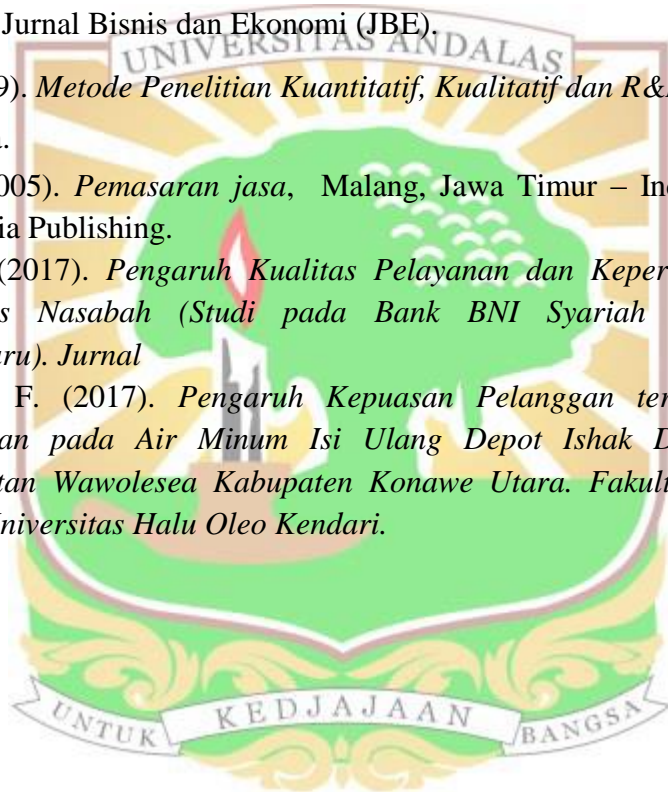 Jurnal Bisnis dan Ekonomi (JBE).
UNIVERSITAS ANDALAS
9). Metode Penelitian Kuantitatif, Kualitatif dan R&
a.
005). Pemasaran jasa, Malang, Jawa Timur – In
ia Publishing.
(2017). Pengaruh Kualitas Pelayanan dan Keper
s Nasabah (Studi pada Bank BNI Syariah
aru). Jurnal
F. (2017). Pengaruh Kepuasan Pelanggan ter
an pada Air Minum Isi Ulang Depot Ishak D
tan Wawolesea Kabupaten Konawe Utara. Fakul
Universitas Halu Oleo Kendari.
UNTUK KEDJAJAAN BANGSA